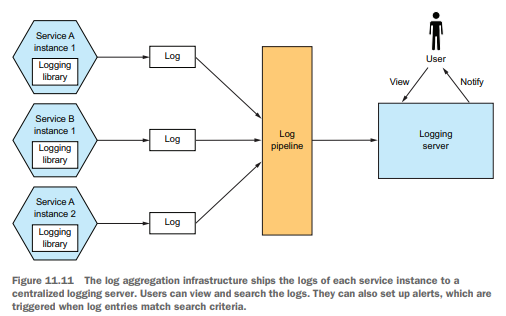 Service A
instance 1
Logging
library
Log
Service B
instance 1
Logging
library
Log
Service A
instance 2
Logging
library
Log
Log
pipeline
User
View
Notify
Logging
server
Figure 11.11 The log aggregation infrastructure ships the logs of each service instance to a
centralized logging server. Users can view and search the logs. They can also set up alerts, which are
triggered when log entries match search criteria.